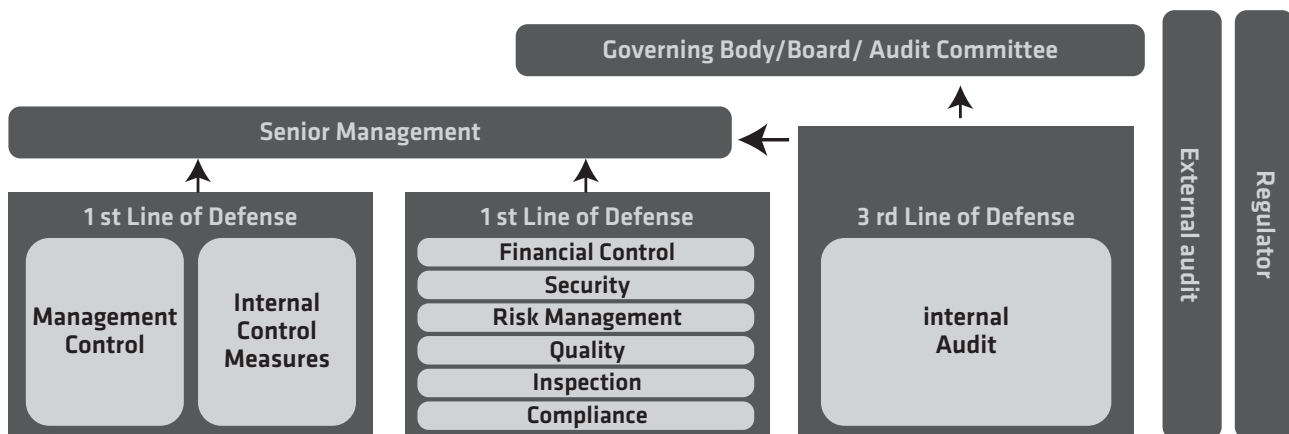 Governing Body/Board/ Audit Committee
Senior Management
1 st Line of Defense
Management
Control
Internal
Control
Measures
1 st Line of Defense
Financial Control
Security
Risk Management
Quality
Inspection
Compliance
3 rd Line of Defense
internal
Audit
External audit
Regulator